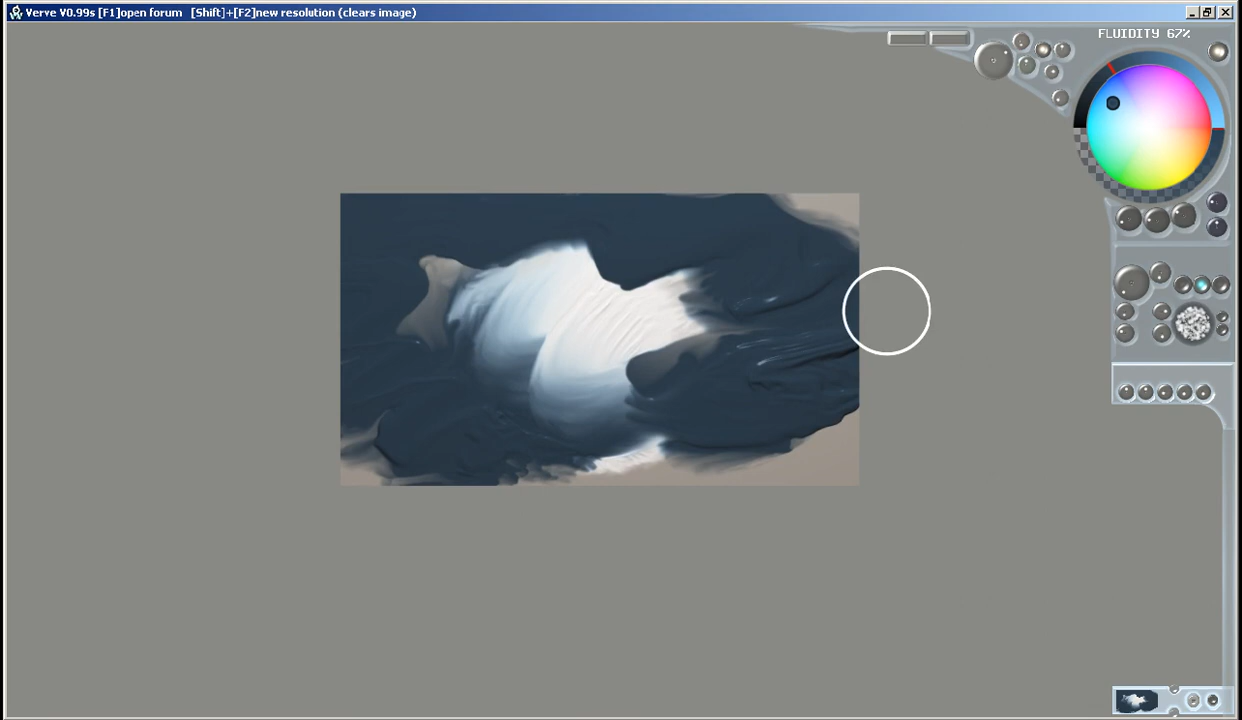 Verve V0.99s [F1]open forum   [Shift]+[F2]new resolution (clears image)
FLUIDITY 67%